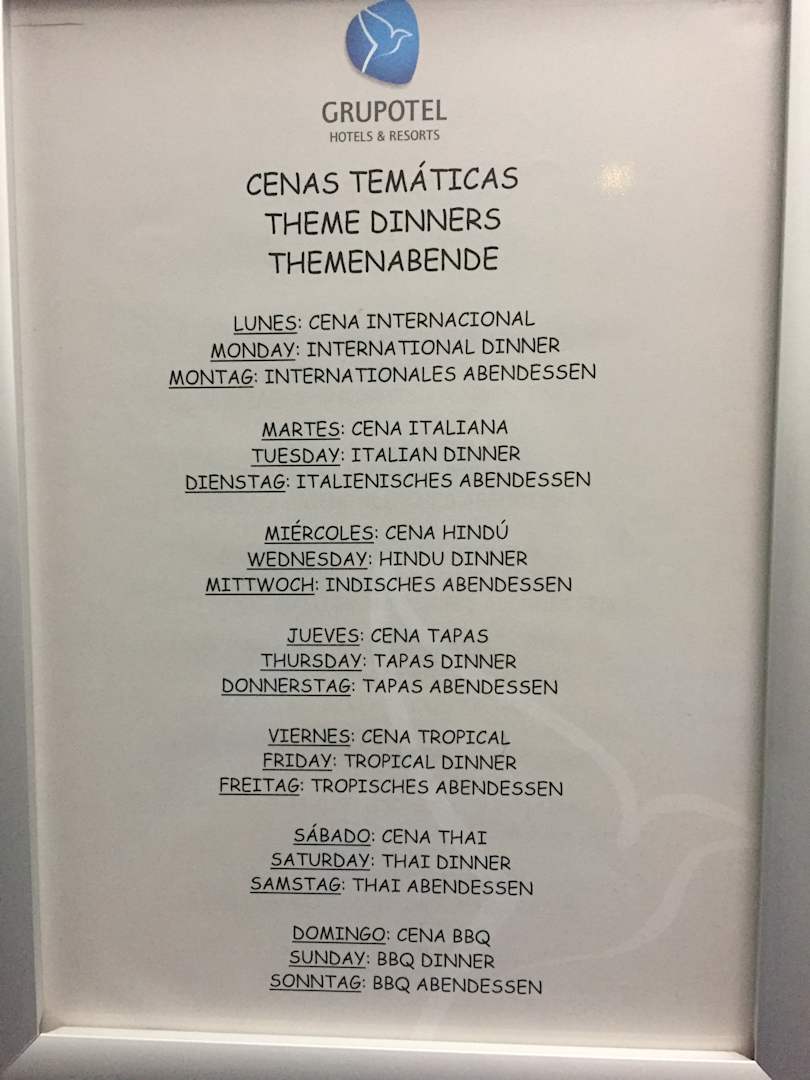 GRUPOTEL
HOTELS & RESORTS
CENAS TEMÁTICAS
THEME DINNERS
THEMENABENDE
LUNES: CENA INTERNACIONAL
MONDAY: INTERNATIONAL DINNER
MONTAG: INTERNATIONALES ABENDESSEN
MARTES: CENA ITALIANA
TUESDAY: ITALIAN DINNER
DIENSTAG: ITALIENISCHES ABENDESSEN
MIÉRCOLES: CENA HINDÚ
WEDNESDAY: HINDU DINNER
MITTWOCH: INDISCHES ABENDESSEN
JUEVES: CENA TAPAS
THURSDAY: TAPAS DINNER
DONNERSTAG: TAPAS ABENDESSEN
VIERNES: CENA TROPICAL
FRIDAY: TROPICAL DINNER
FREITAG: TROPISCHES ABENDESSEN
SÁBADO: CENA THAI
SATURDAY: THAI DINNER
SAMSTAG: THAI ABENDESSEN
DOMINGO: CENA BBQ
SUNDAY: BBQ DINNER
SONNTAG: BBQ ABENDESSEN